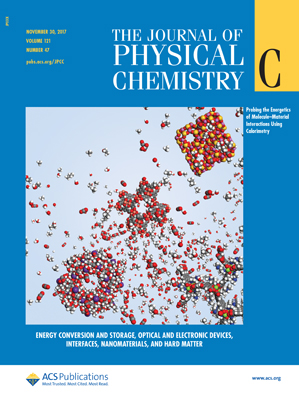 NOVEMBER 30, 2017
VOLUME 121
NUMBER 47
pubs.acs.org/JPCC
THE JOURNAL OF
PHYSICAL
CHEMISTRY
C
Probing the Energetics
of Molecule–Material
Interactions Using
Calorimetry
ENERGY CONVERSION AND STORAGE, OPTICAL AND ELECTRONIC DEVICES,
INTERFACES, NANOMATERIALS, AND HARD MATTER
ACS Publications
Most Trusted. Most Cited. Most Read.
www.acs.org